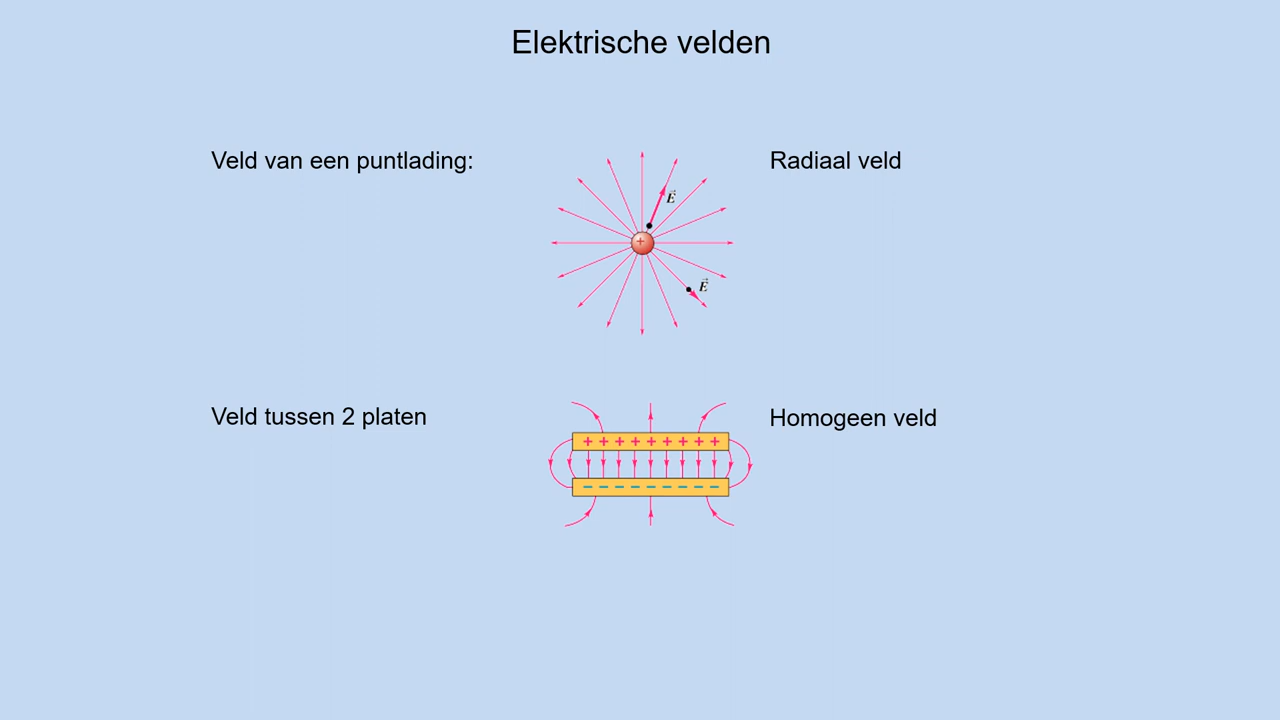 Elektrische velden
Veld van een puntlading:
Radiaal veld
E
+
E
Veld tussen 2 platen
Homogeen veld
+ + + + + + + + +
− − − − − − − − −